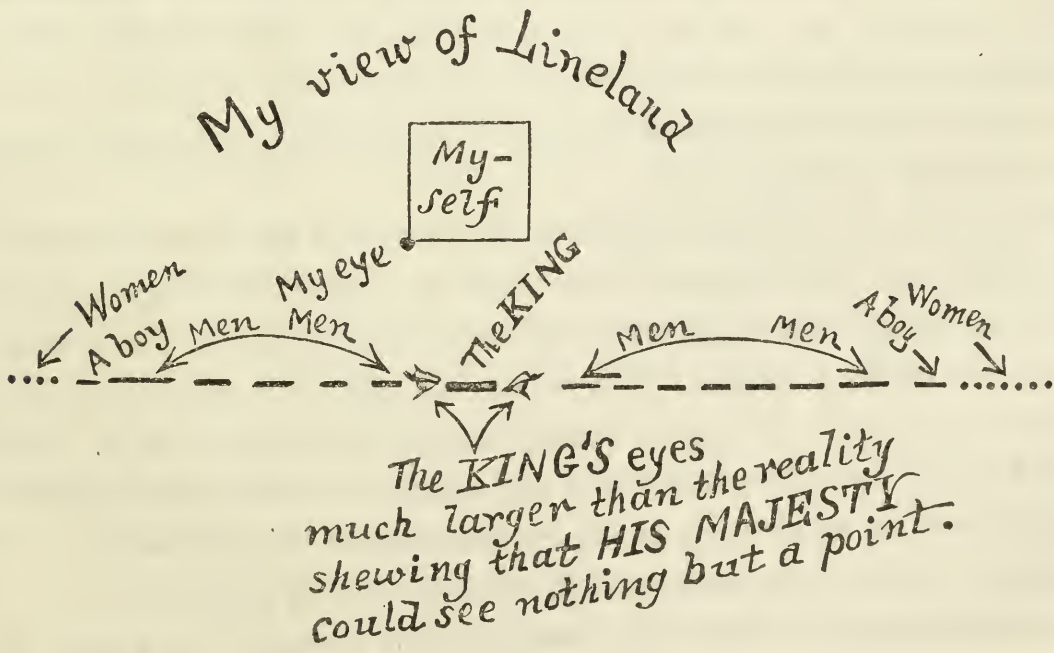 My view of Lineland
My-
self
My eye
The KING
Women
A boy
Men
Men
Men
Men
A boy
Women
The KING'S eyes
much larger than the reality
shewing that HIS MAJESTY
could see nothing but a point.